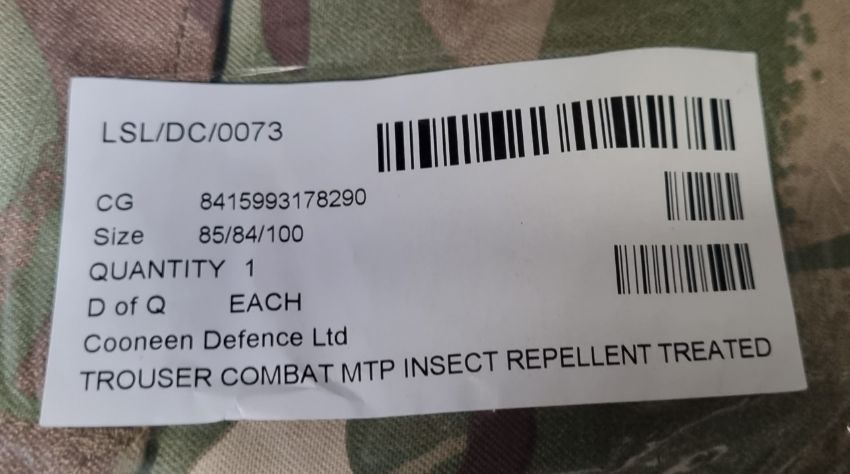 LSL/DC/0073
CG 8415993178290
Size 85/84/100
QUANTITY 1
D of Q EACH
Cooneen Defence Ltd
TROUSER COMBAT MTP INSECT REPELLENT TREATED